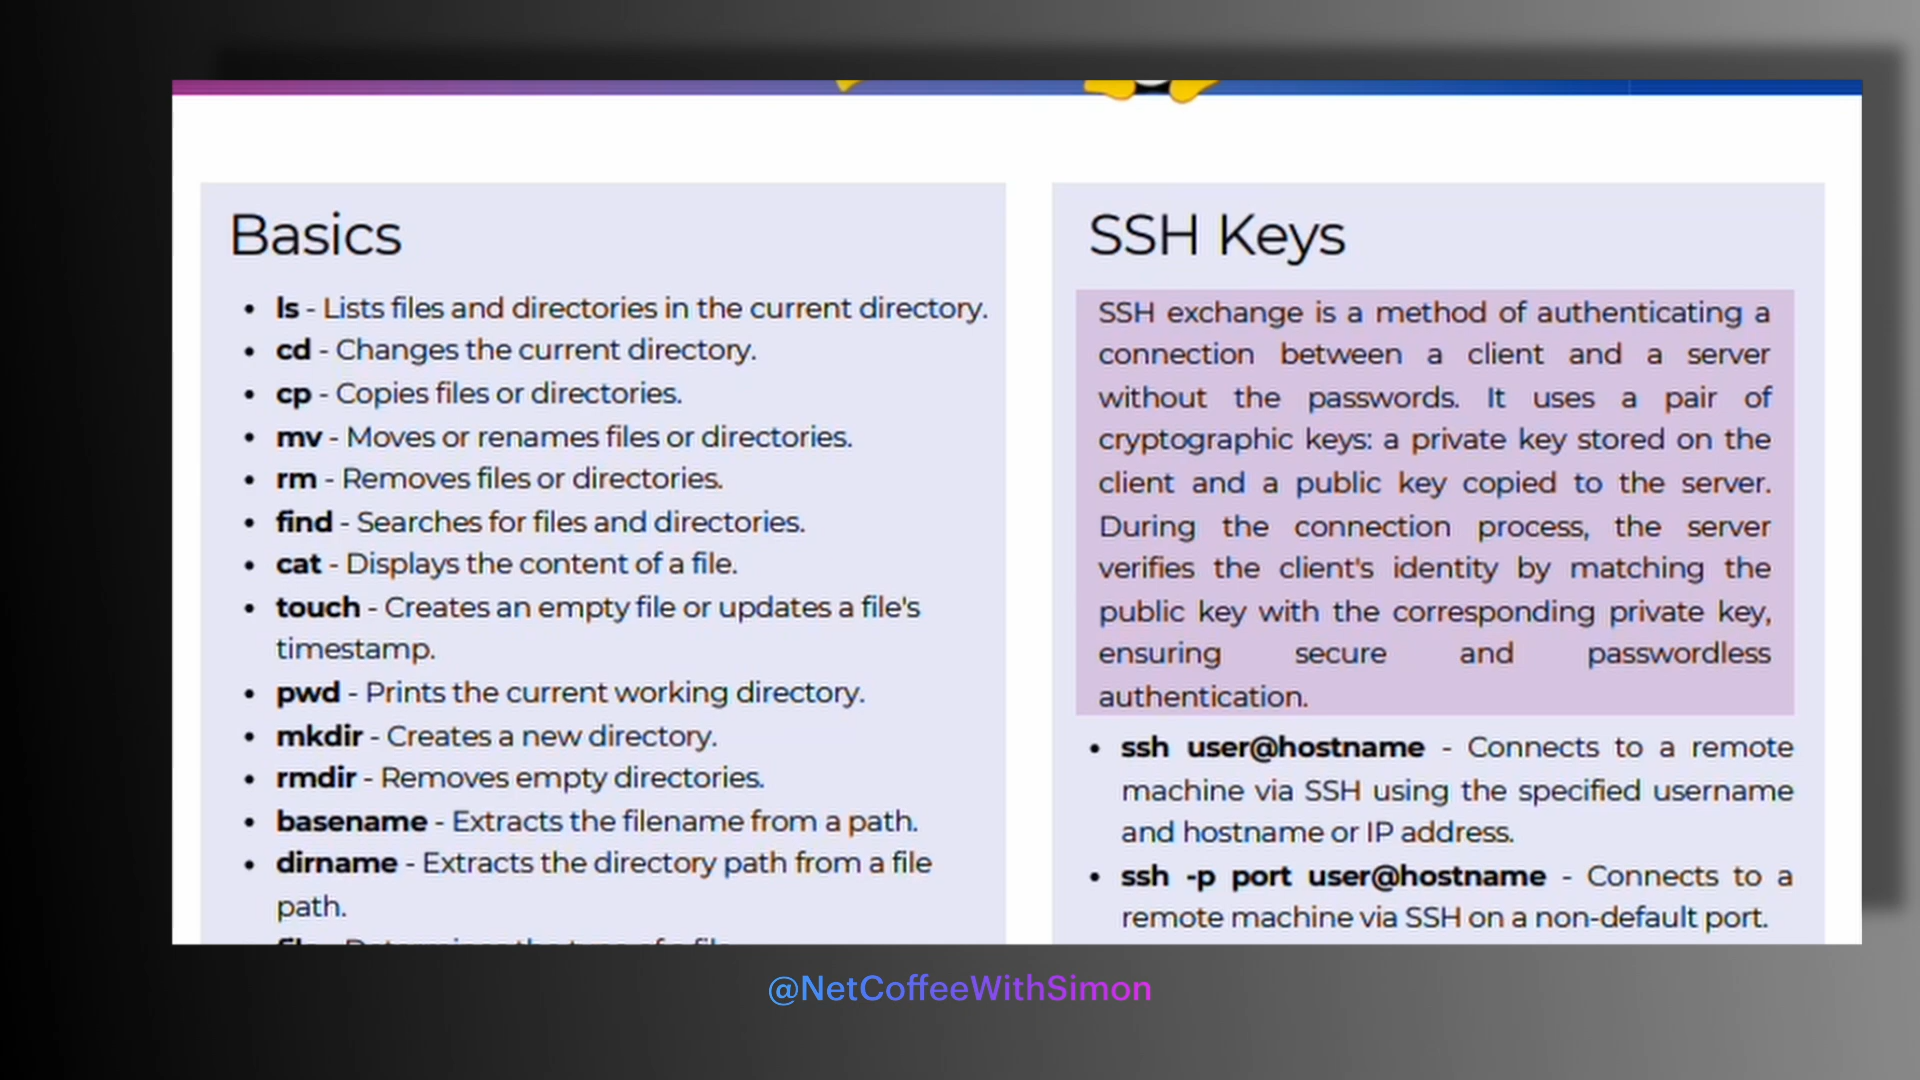 Basics
• ls - Lists files and directories in the current directory.
• cd - Changes the current directory.
• cp - Copies files or directories.
• mv - Moves or renames files or directories.
• rm - Removes files or directories.
• find - Searches for files and directories.
• cat - Displays the content of a file.
• touch - Creates an empty file or updates a file's
timestamp.
• pwd - Prints the current working directory.
• mkdir - Creates a new directory.
• rmdir - Removes empty directories.
• basename - Extracts the filename from a path.
• dirname - Extracts the directory path from a file
path.
SSH Keys
SSH exchange is a method of authenticating a
connection between a client and a server
without the passwords. It uses a pair of
cryptographic keys: a private key stored on the
client and a public key copied to the server.
During the connection process, the server
verifies the client's identity by matching the
public key with the corresponding private key,
ensuring secure and passwordless
authentication.
• ssh user@hostname - Connects to a remote
machine via SSH using the specified username
and hostname or IP address.
• ssh -p port user@hostname - Connects to a
remote machine via SSH on a non-default port.
@NetCoffeeWithSimon